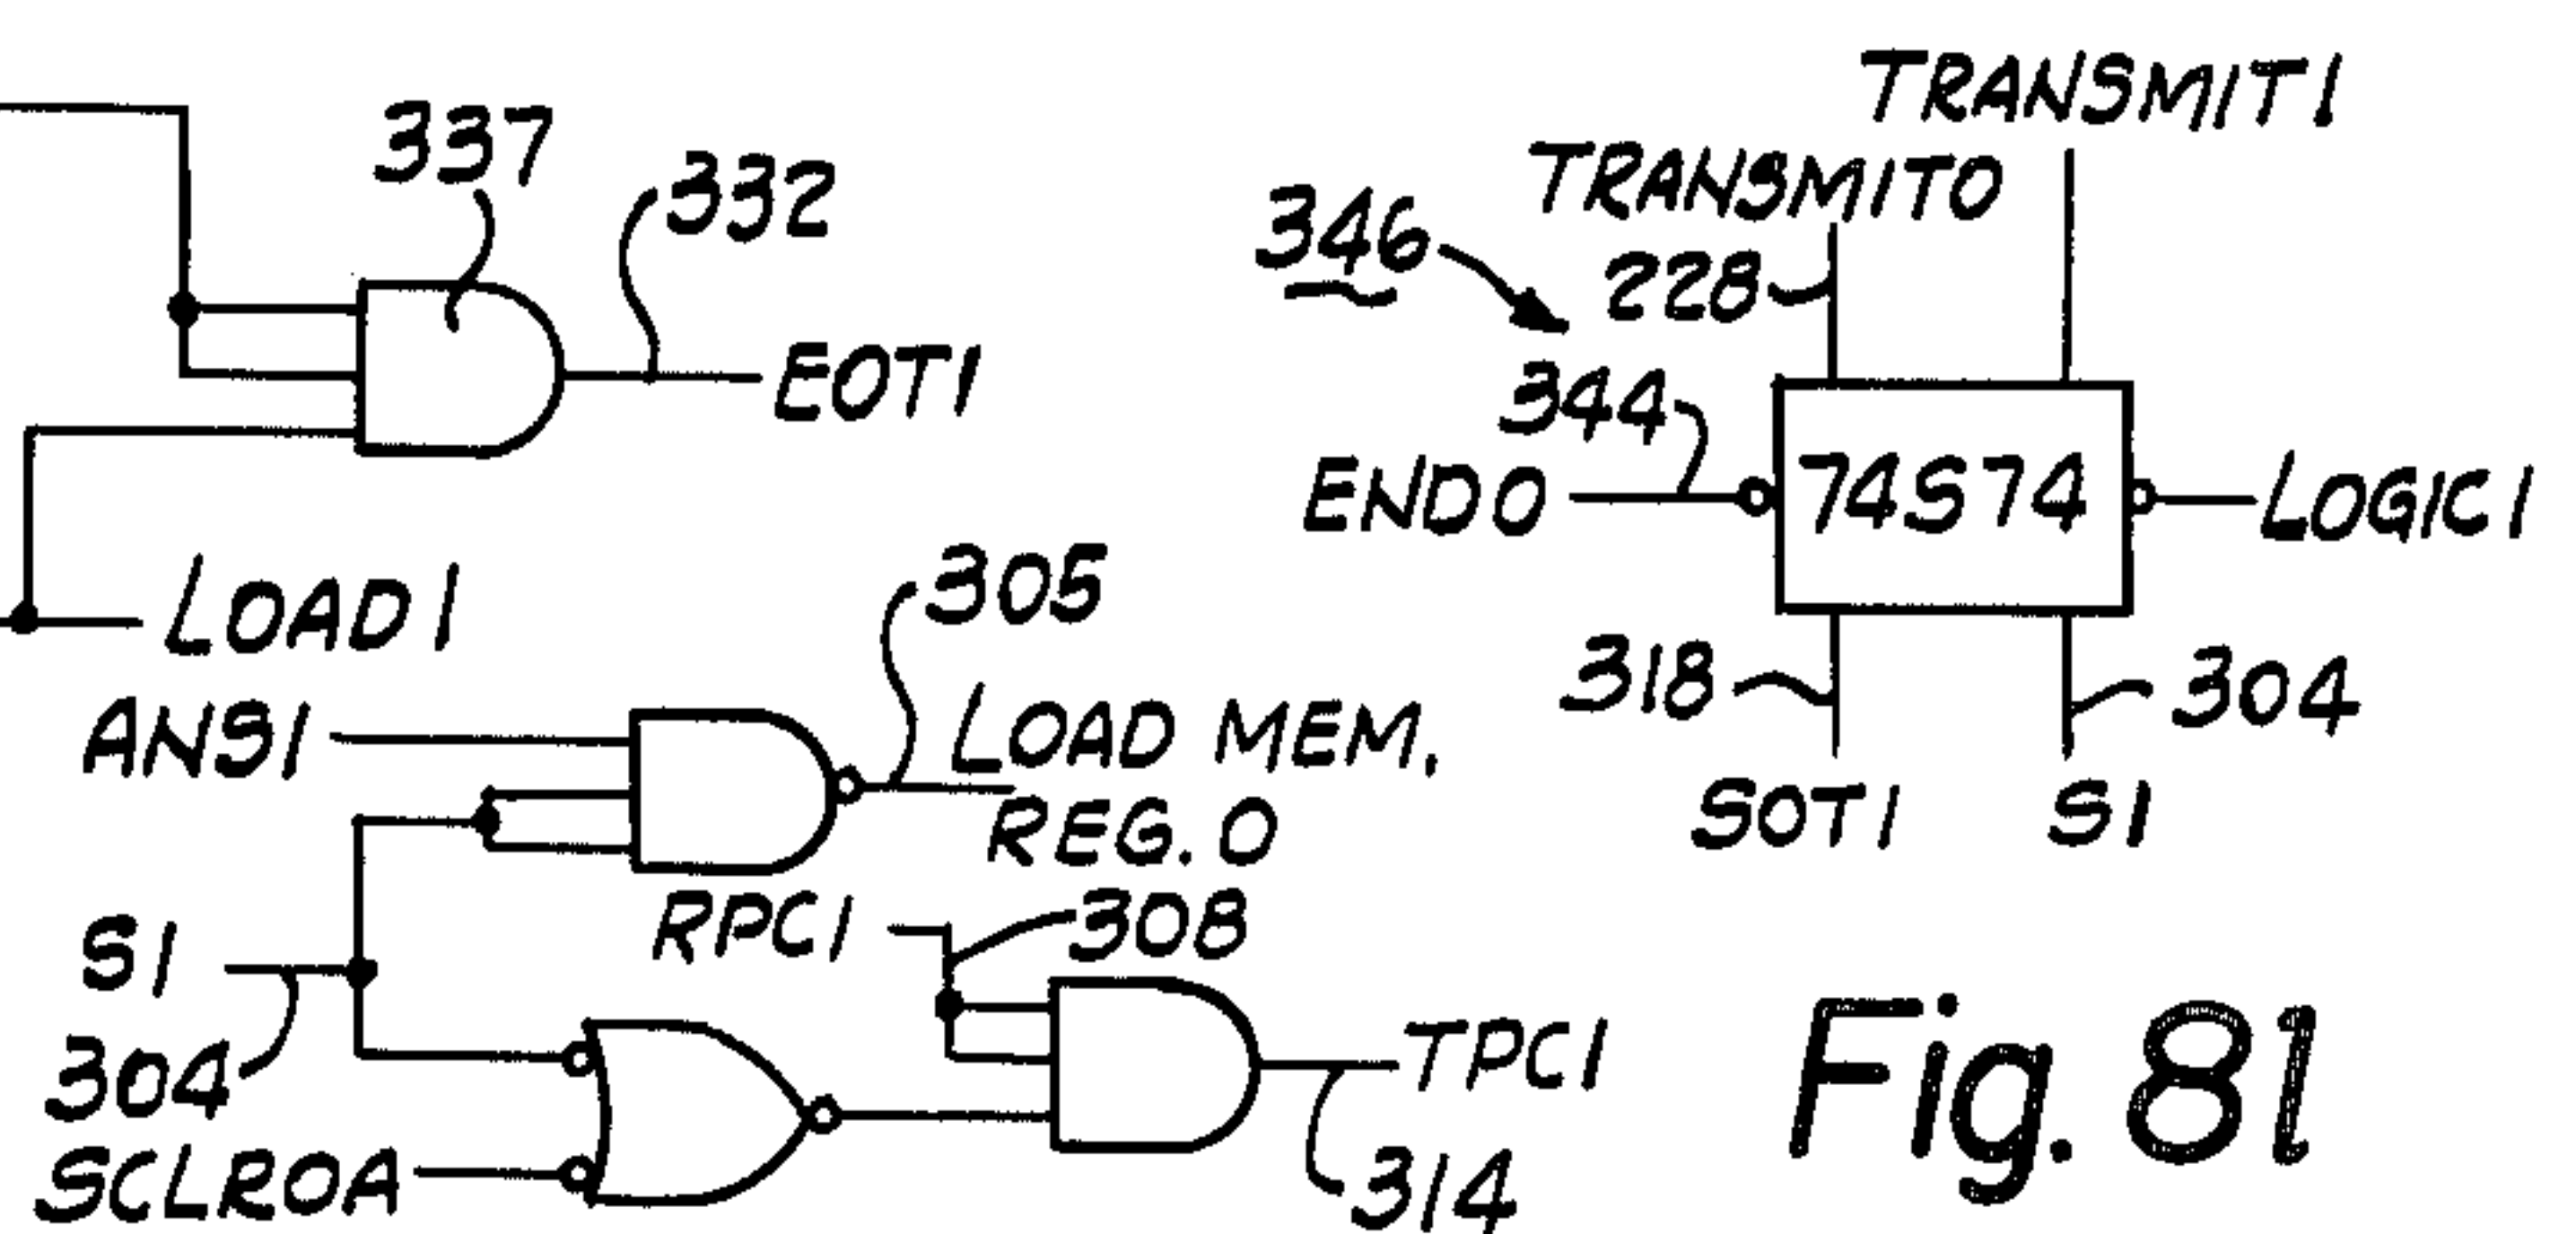 TRANSMIT1
337
TRANSMIT0
332
346
228
344
EOT1
END0
74S74
LOGIC1
305
LOAD1
318
304
ANS1
LOAD MEM.
REG. 0
SOT1
S1
RPC1
308
S1
TPC1
304
SCLR0A
314
Fig. 8l